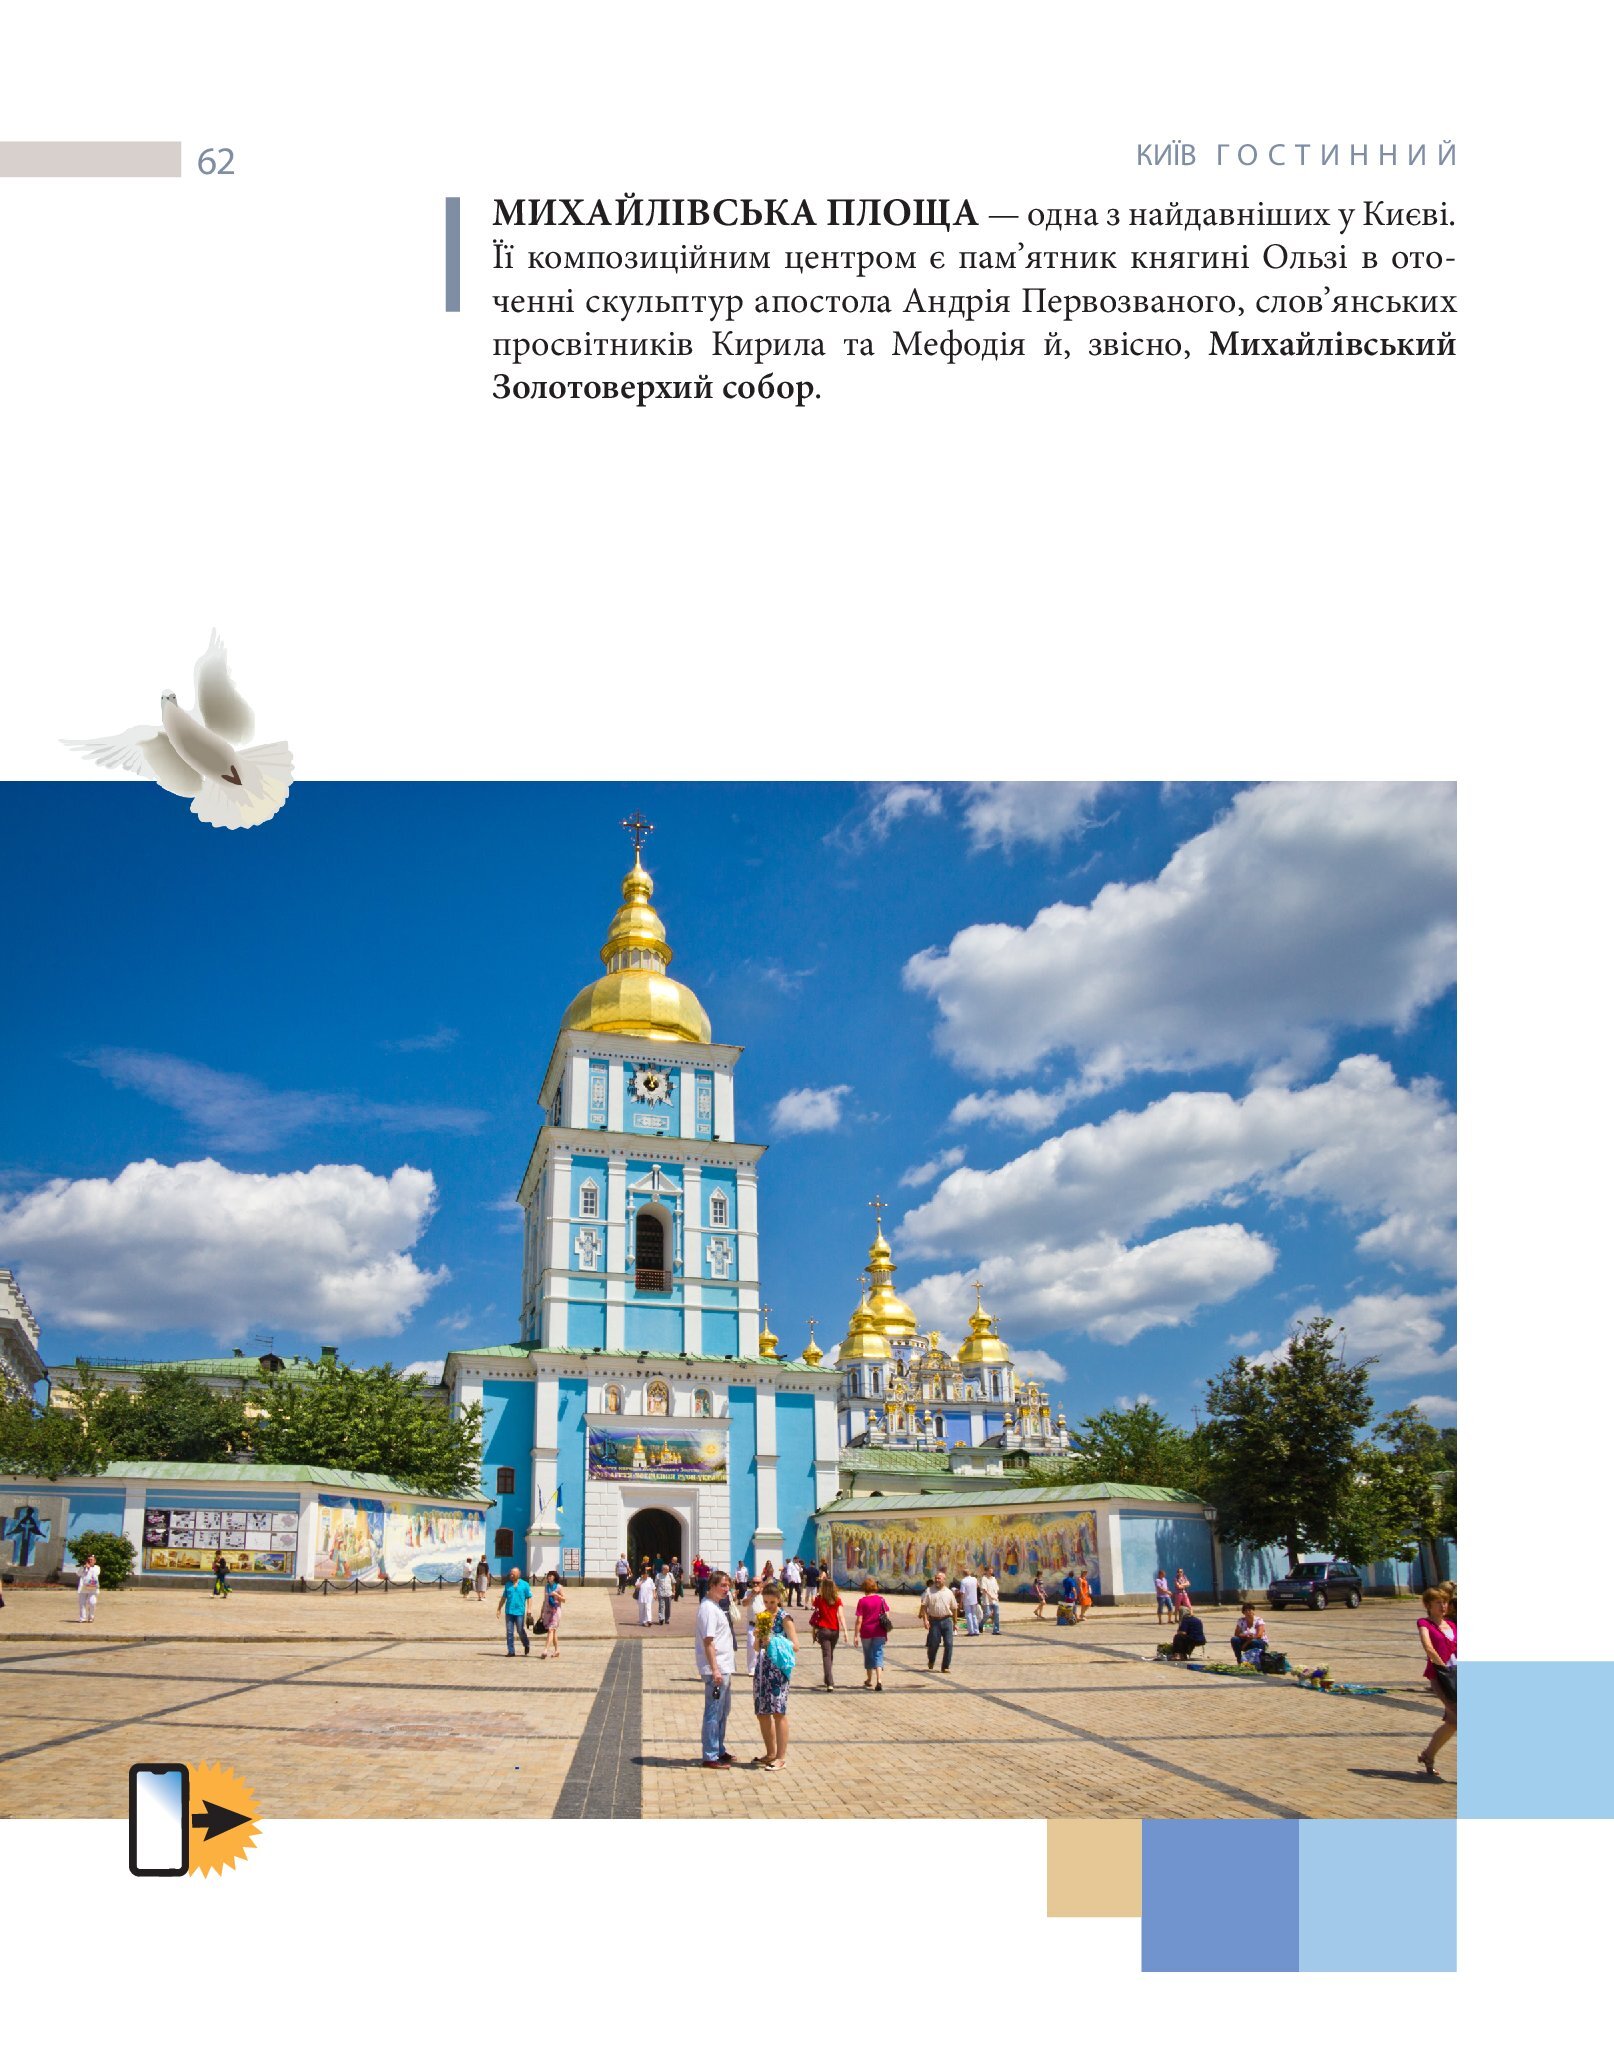 62
КИЇВ ГОСТИННИЙ
МИХАЙЛІВСЬКА ПЛОЩА — одна з найдавніших у Києві.
Її композиційним центром є пам’ятник княгині Ользі в ото-
ченні скульптур апостола Андрія Первозваного, слов’янських
просвітників Кирила та Мефодія й, звісно, Михайлівський
Золотоверхий собор.